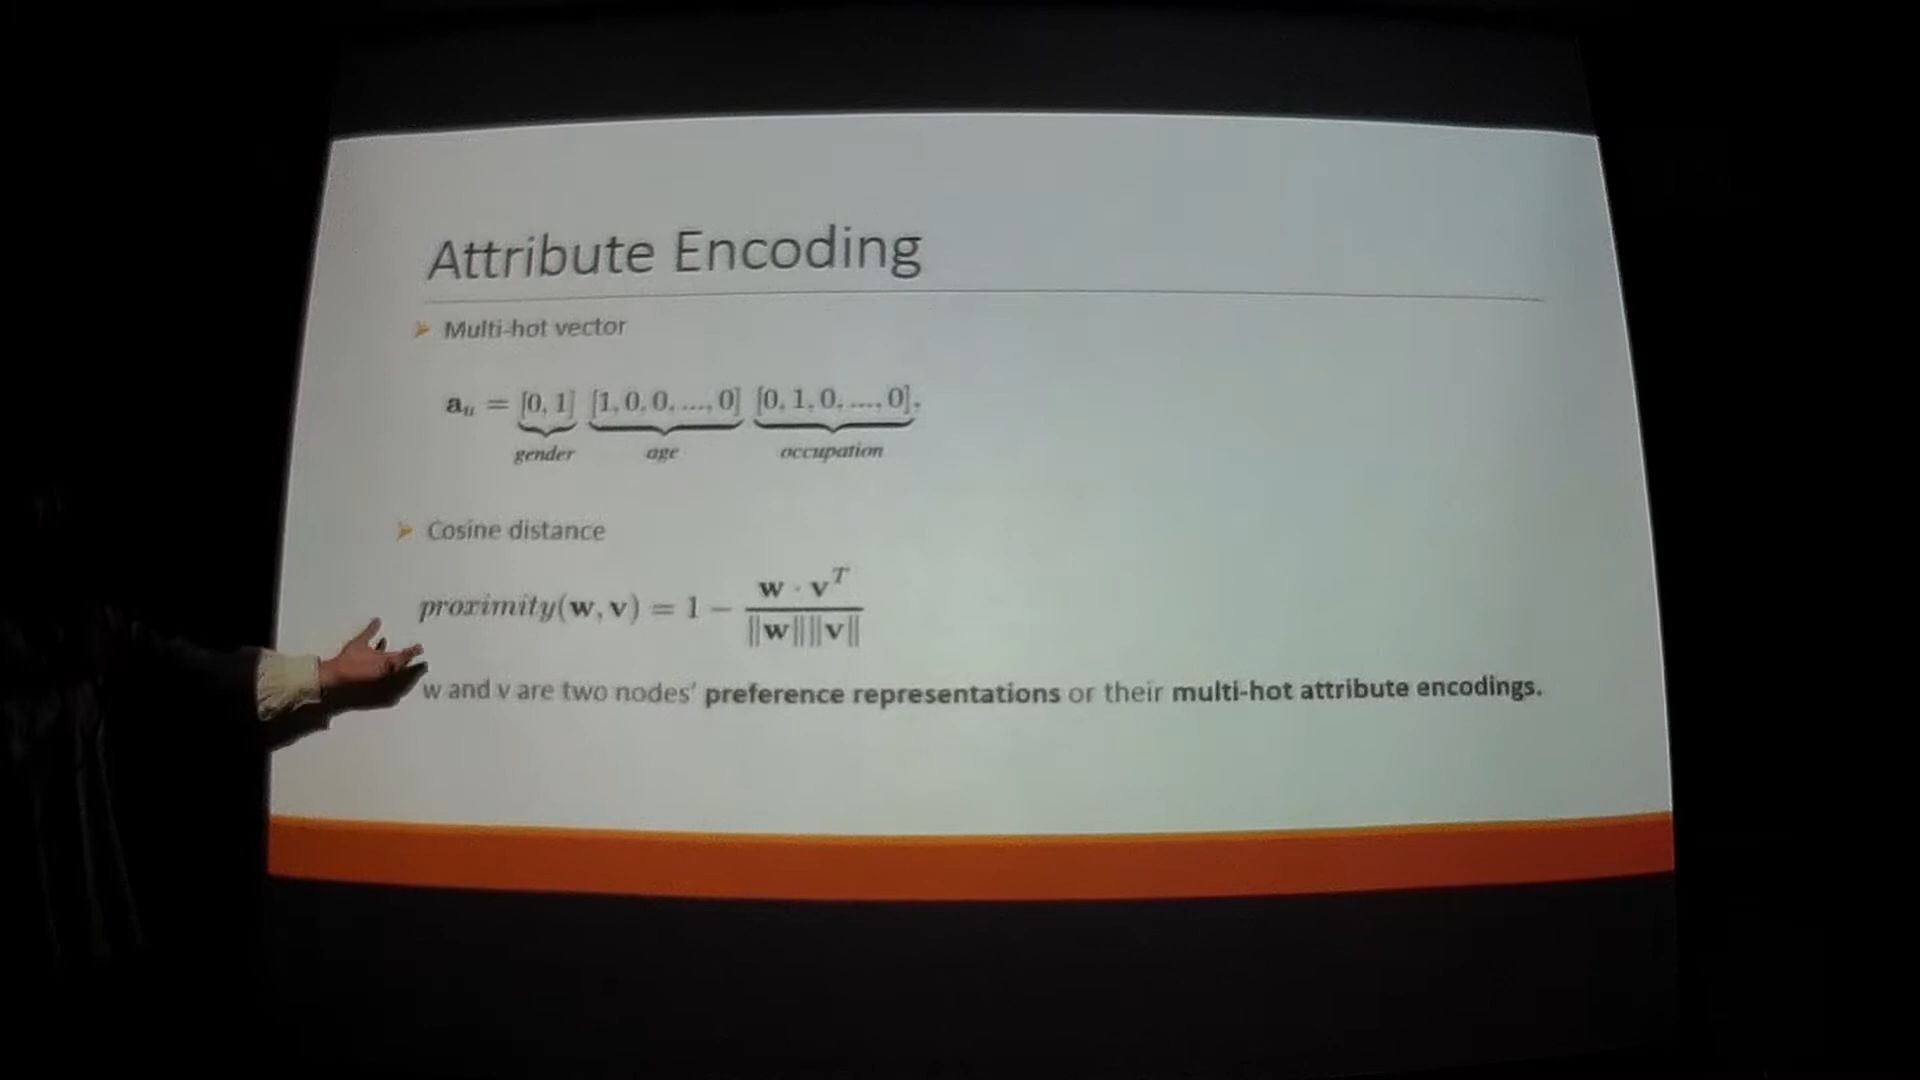 Attribute Encoding
➢ Multi-hot vector
a_u = [0, 1] [1, 0, 0, ..., 0] [0, 1, 0, ..., 0],
gender age occupation
➢ Cosine distance
proximity(w, v) = 1 − w · v^T / ||w||||v||
w and v are two nodes' preference representations or their multi-hot attribute encodings.